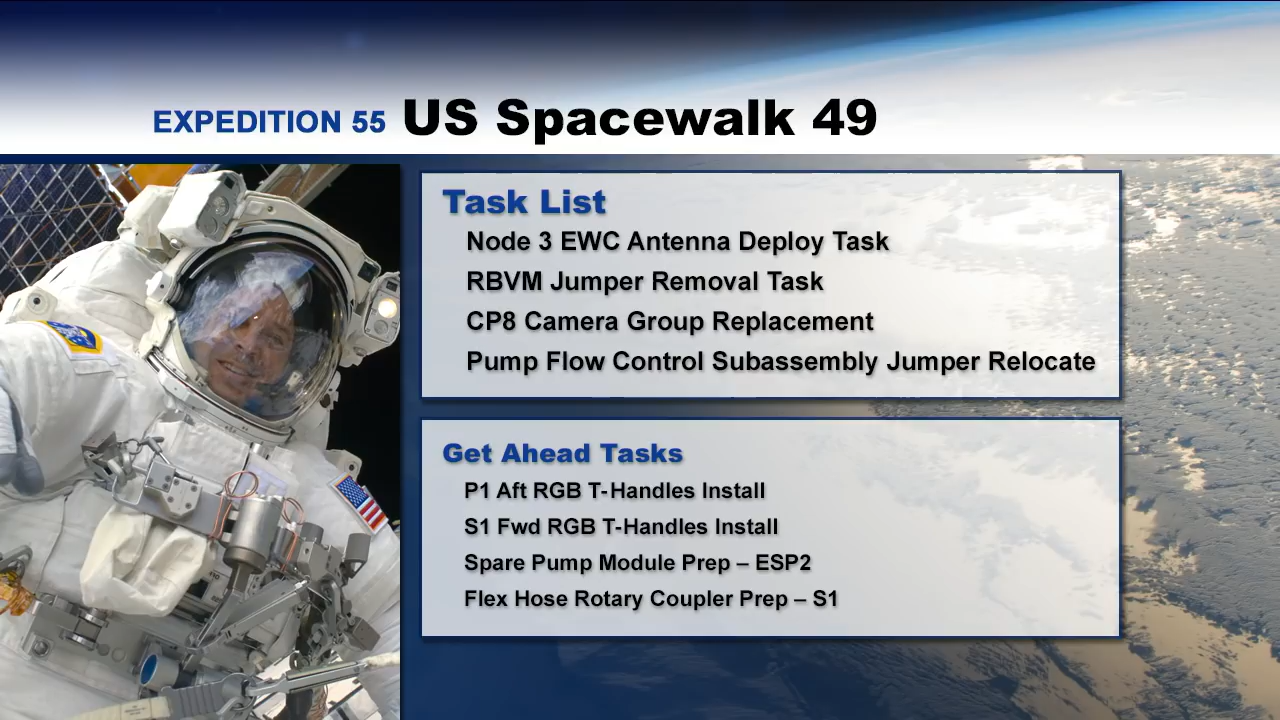 EXPEDITION 55 US Spacewalk 49
Task List
Node 3 EWC Antenna Deploy Task
RBVM Jumper Removal Task
CP8 Camera Group Replacement
Pump Flow Control Subassembly Jumper Relocate
Get Ahead Tasks
P1 Aft RGB T-Handles Install
S1 Fwd RGB T-Handles Install
Spare Pump Module Prep – ESP2
Flex Hose Rotary Coupler Prep – S1